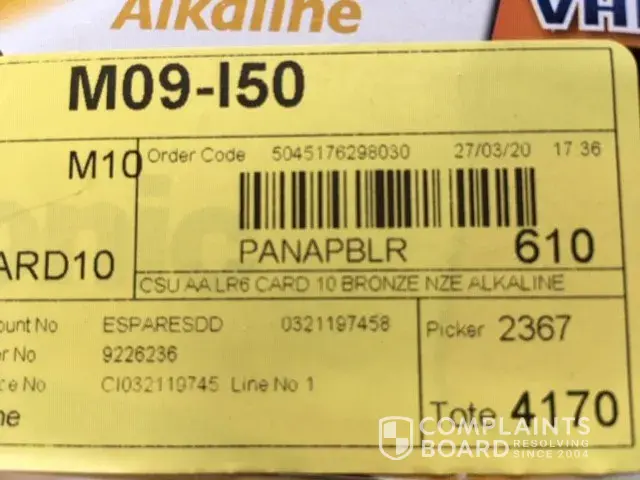 Alkaline
M09-I50
M10 Order Code 5045176298030 27/03/20 17 36
PANAPBLR 610
ARD10
CSU AA LR6 CARD 10 BRONZE NZE ALKALINE
ount No ESPARESDD 0321197458 Picker 2367
er No 9226236
ce No CI032119745 Line No 1
ne Tote 4170
COMPLAINTS
BOARD RESOLVING
SINCE 2004